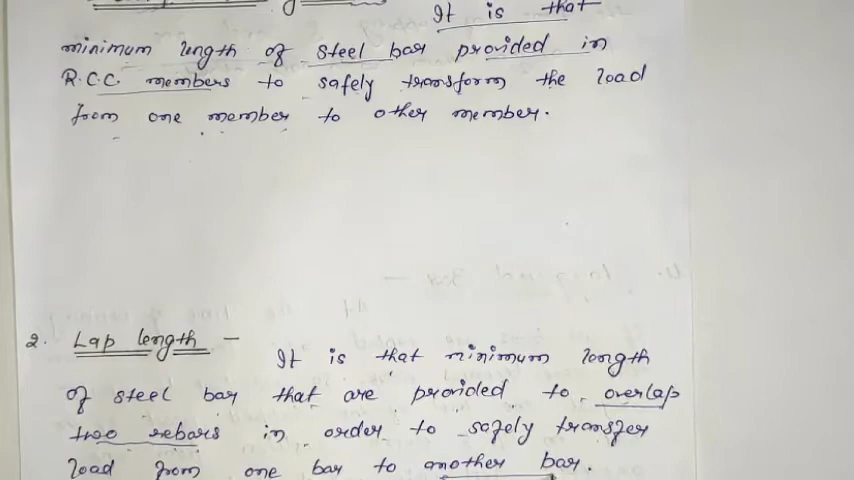 It is that
minimum length of steel bar provided in
R.C.C. members to safely transform the load
from one member to other member.
2. Lap length - It is that minimum length
of steel bar that are provided to overlap
two rebars in order to safely transfer
load from one bar to another bar.